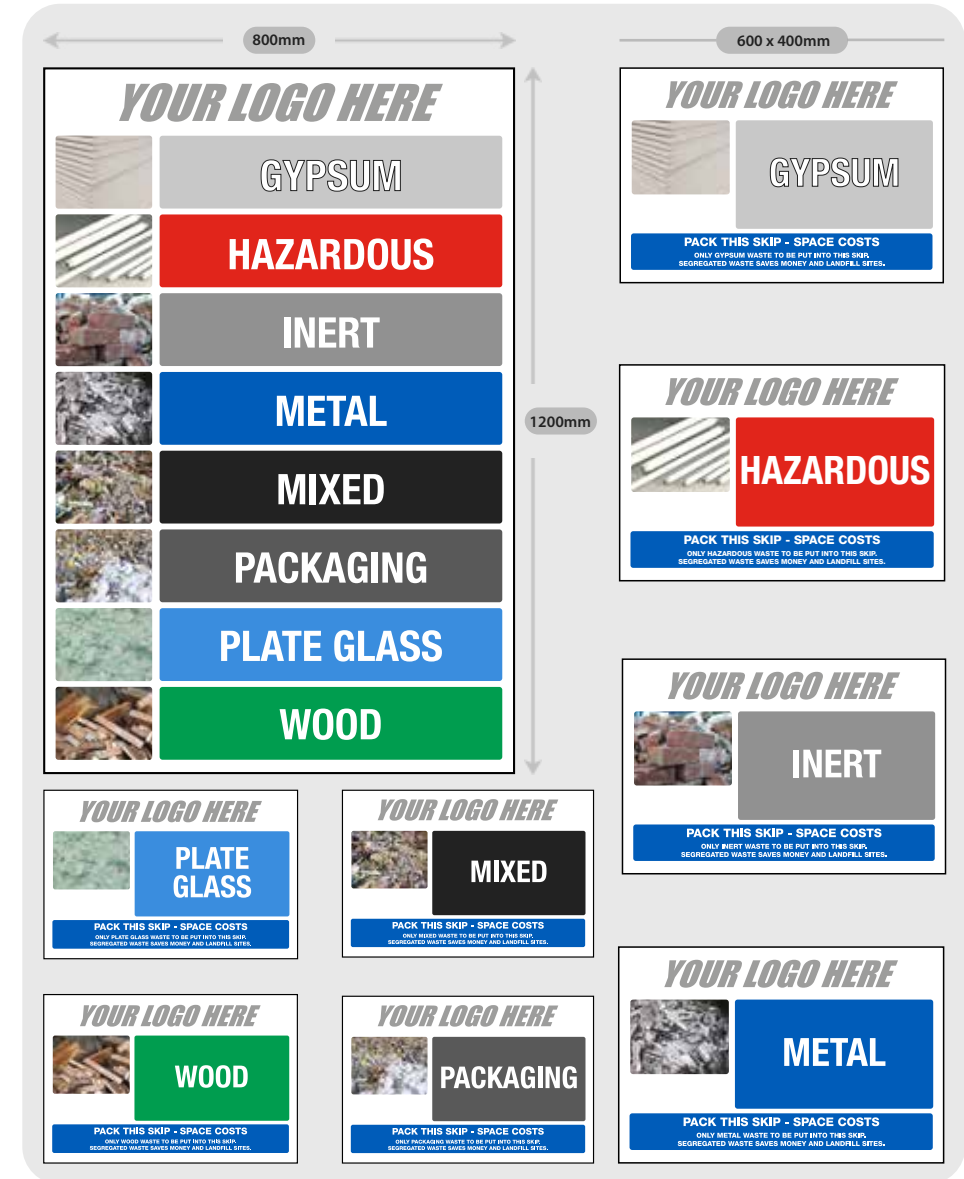 800mm
600 x 400mm
YOUR LOGO HERE
GYPSUM
HAZARDOUS
INERT
METAL
MIXED
PACKAGING
PLATE GLASS
WOOD
1200mm
YOUR LOGO HERE
GYPSUM
PACK THIS SKIP - SPACE COSTS
ONLY GYPSUM WASTE TO BE PUT INTO THIS SKIP.
SEGREGATED WASTE SAVES MONEY AND LANDFILL SITES.
YOUR LOGO HERE
HAZARDOUS
PACK THIS SKIP - SPACE COSTS
ONLY HAZARDOUS WASTE TO BE PUT INTO THIS SKIP.
SEGREGATED WASTE SAVES MONEY AND LANDFILL SITES.
YOUR LOGO HERE
INERT
PACK THIS SKIP - SPACE COSTS
ONLY INERT WASTE TO BE PUT INTO THIS SKIP.
SEGREGATED WASTE SAVES MONEY AND LANDFILL SITES.
YOUR LOGO HERE
PLATE
GLASS
PACK THIS SKIP - SPACE COSTS
ONLY PLATE GLASS WASTE TO BE PUT INTO THIS SKIP.
SEGREGATED WASTE SAVES MONEY AND LANDFILL SITES.
YOUR LOGO HERE
MIXED
PACK THIS SKIP - SPACE COSTS
ONLY MIXED WASTE TO BE PUT INTO THIS SKIP.
SEGREGATED WASTE SAVES MONEY AND LANDFILL SITES.
YOUR LOGO HERE
METAL
PACK THIS SKIP - SPACE COSTS
ONLY METAL WASTE TO BE PUT INTO THIS SKIP.
SEGREGATED WASTE SAVES MONEY AND LANDFILL SITES.
YOUR LOGO HERE
WOOD
PACK THIS SKIP - SPACE COSTS
ONLY WOOD WASTE TO BE PUT INTO THIS SKIP.
SEGREGATED WASTE SAVES MONEY AND LANDFILL SITES.
YOUR LOGO HERE
PACKAGING
PACK THIS SKIP - SPACE COSTS
ONLY PACKAGING WASTE TO BE PUT INTO THIS SKIP.
SEGREGATED WASTE SAVES MONEY AND LANDFILL SITES.